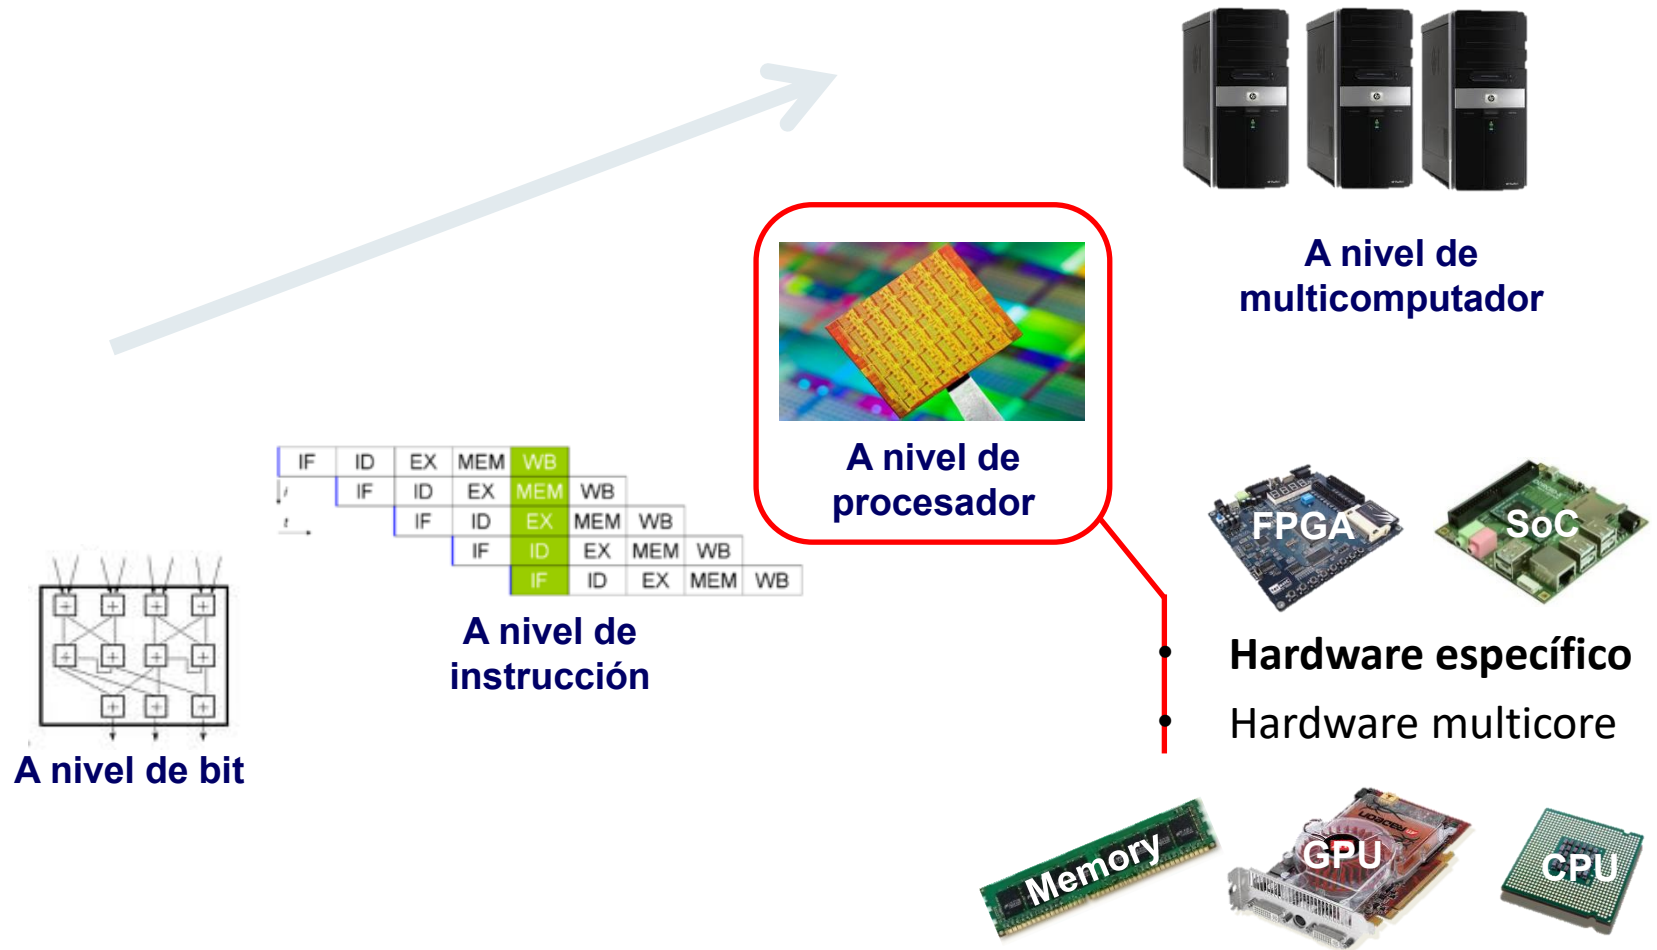 A nivel de
multicomputador
A nivel de
procesador
IF ID EX MEM WB
i IF ID EX MEM WB
t IF ID EX MEM WB
IF ID EX MEM WB
IF ID EX MEM WB
A nivel de
instrucción
+ + + +
+ + + +
+ + +
A nivel de bit
FPGA
SoC
• Hardware específico
• Hardware multicore
Memory
GPU
CPU
RADEON